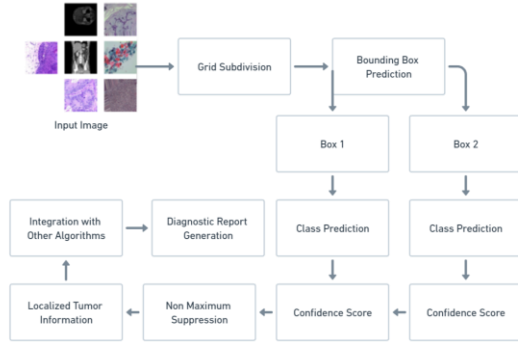 Input Image
Grid Subdivision
Bounding Box
Prediction
Box 1
Box 2
Class Prediction
Class Prediction
Confidence Score
Confidence Score
Non Maximum
Suppression
Localized Tumor
Information
Integration with
Other Algorithms
Diagnostic Report
Generation